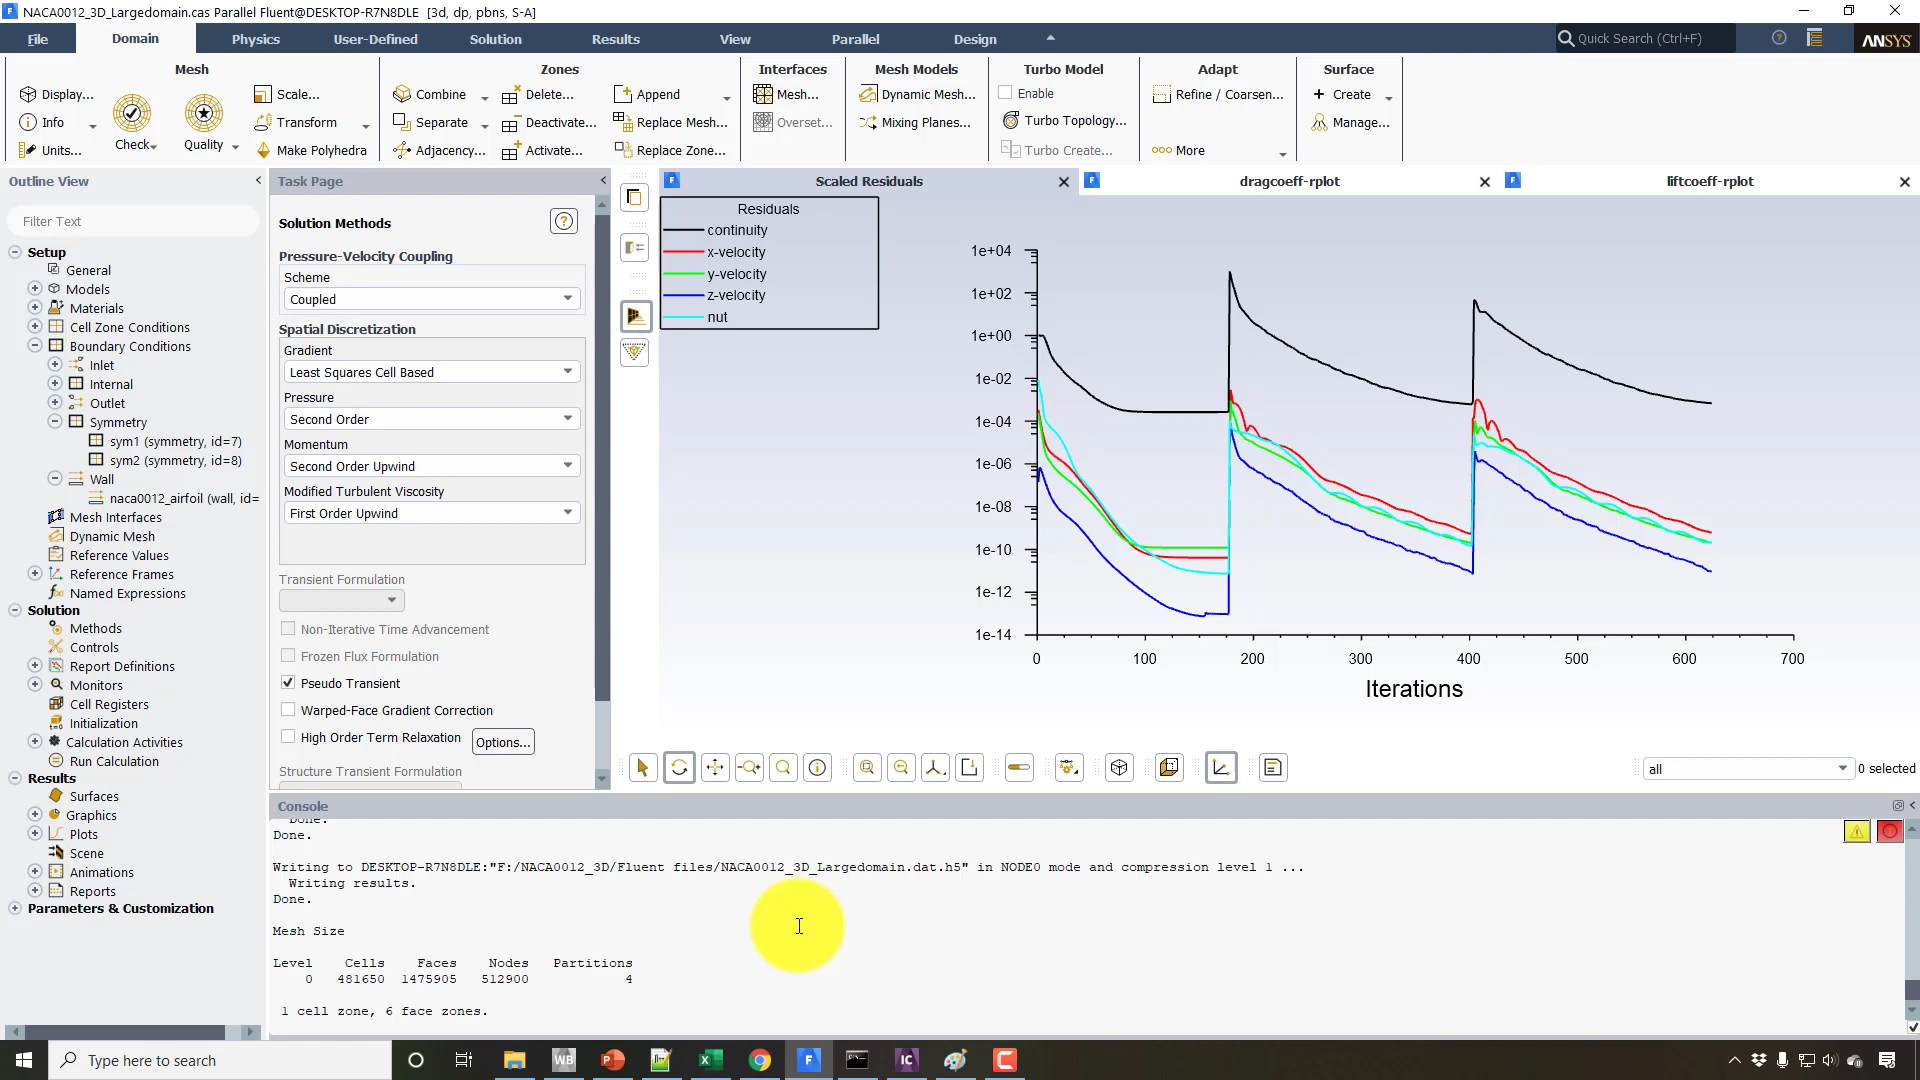 NACA0012_3D_Largedomain.cas Parallel Fluent@DESKTOP-R7N8DLE [3d, dp, pbns, S-A]
File Domain Physics User-Defined Solution Results View Parallel Design
Quick Search (Ctrl+F)
ANSYS
Mesh
Display...
Info
Units...
Check
Quality
Scale...
Transform
Make Polyhedra
Zones
Combine
Separate
Adjacency...
Delete...
Deactivate...
Activate...
Append
Replace Mesh...
Replace Zone...
Interfaces
Mesh...
Overset...
Mesh Models
Dynamic Mesh...
Mixing Planes...
Turbo Model
Enable
Turbo Topology...
Turbo Create...
Adapt
Refine / Coarsen...
More
Surface
Create
Manage...
Outline View
Filter Text
Setup
General
Models
Materials
Cell Zone Conditions
Boundary Conditions
Inlet
Internal
Outlet
Symmetry
sym1 (symmetry, id=7)
sym2 (symmetry, id=8)
Wall
naca0012_airfoil (wall, id=
Mesh Interfaces
Dynamic Mesh
Reference Values
Reference Frames
Named Expressions
Solution
Methods
Controls
Report Definitions
Monitors
Cell Registers
Initialization
Calculation Activities
Run Calculation
Results
Surfaces
Graphics
Plots
Scene
Animations
Reports
Parameters & Customization
Task Page
Solution Methods
Pressure-Velocity Coupling
Scheme
Coupled
Spatial Discretization
Gradient
Least Squares Cell Based
Pressure
Second Order
Momentum
Second Order Upwind
Modified Turbulent Viscosity
First Order Upwind
Transient Formulation
Non-Iterative Time Advancement
Frozen Flux Formulation
Pseudo Transient
Warped-Face Gradient Correction
High Order Term Relaxation
Options...
Structure Transient Formulation
Scaled Residuals
dragcoeff-rplot
liftcoeff-rplot
Residuals
continuity
x-velocity
y-velocity
z-velocity
nut
1e+04
1e+02
1e+00
1e-02
1e-04
1e-06
1e-08
1e-10
1e-12
1e-14
0 100 200 300 400 500 600 700
Iterations
all
0 selected
Console
Done.
Done.
Writing to DESKTOP-R7N8DLE:"F:/NACA0012_3D/Fluent files/NACA0012_3D_Largedomain.dat.h5" in NODE0 mode and compression level 1 ...
Writing results.
Done.
Mesh Size
Level Cells Faces Nodes Partitions
0 481650 1475905 512900 4
1 cell zone, 6 face zones.
Type here to search
WB
F
IC